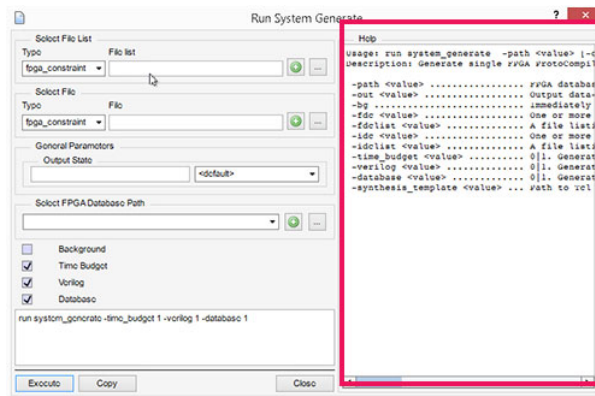 Run System Generate
?
Select File List
Type File list
fpga_constraint
...
Select File
Type File
fpga_constraint
...
General Parameters
Output State
<default>
Select FPGA Database Path
...
Background
Time Budget
Verilog
Database
run system_generate -time_budget 1 -verilog 1 -database 1
Execute Copy Close
Help
Usage: run system_generate -path <value> [-o
Description: Generate single FPGA ProtoCompil
-path <value> ................ FPGA databas
-out <value> ................. Output data-
-bg .......................... Immediately
-fdc <value> ................. One or more
-fdclist <value> ............. A file listi
-idc <value> ................. One or more
-idclist <value> ............. A file listi
-time_budget <value> ......... 0|1. Generat
-verilog <value> ............. 0|1. Generat
-database <value> ............ 0|1. Generat
-synthesis_template <value> ... Path to Tcl